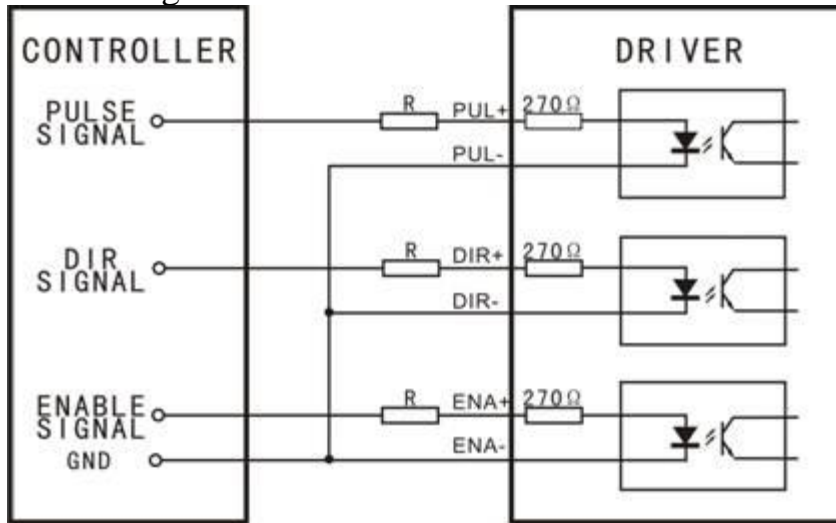 CONTROLLER
DRIVER
PULSE
SIGNAL
R
PUL+
270Ω
PUL-
DIR
SIGNAL
R
DIR+
270Ω
DIR-
ENABLE
SIGNAL
R
ENA+
270Ω
GND
ENA-